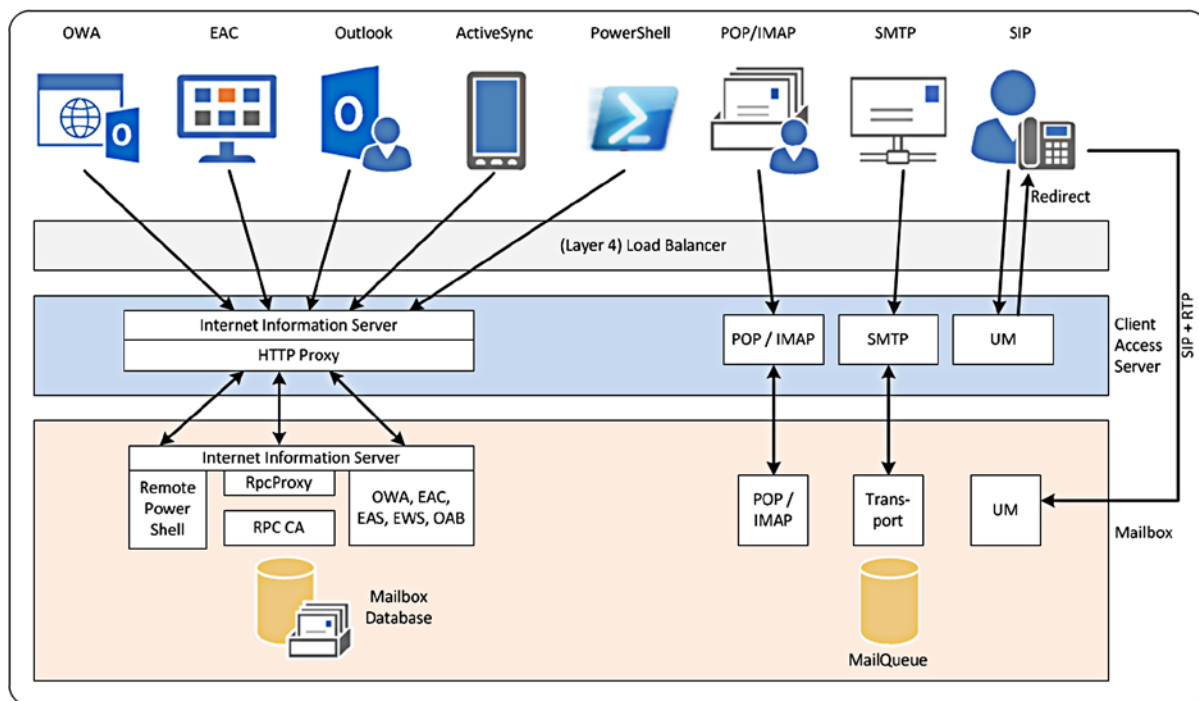 OWA
EAC
Outlook
ActiveSync
PowerShell
POP/IMAP
SMTP
SIP
Redirect
(Layer 4) Load Balancer
Internet Information Server
HTTP Proxy
POP / IMAP
SMTP
UM
Client
Access
Server
SIP + RTP
Internet Information Server
Remote
Power
Shell
RpcProxy
RPC CA
OWA, EAC,
EAS, EWS, OAB
POP /
IMAP
Trans-
port
UM
Mailbox
Mailbox
Database
MailQueue